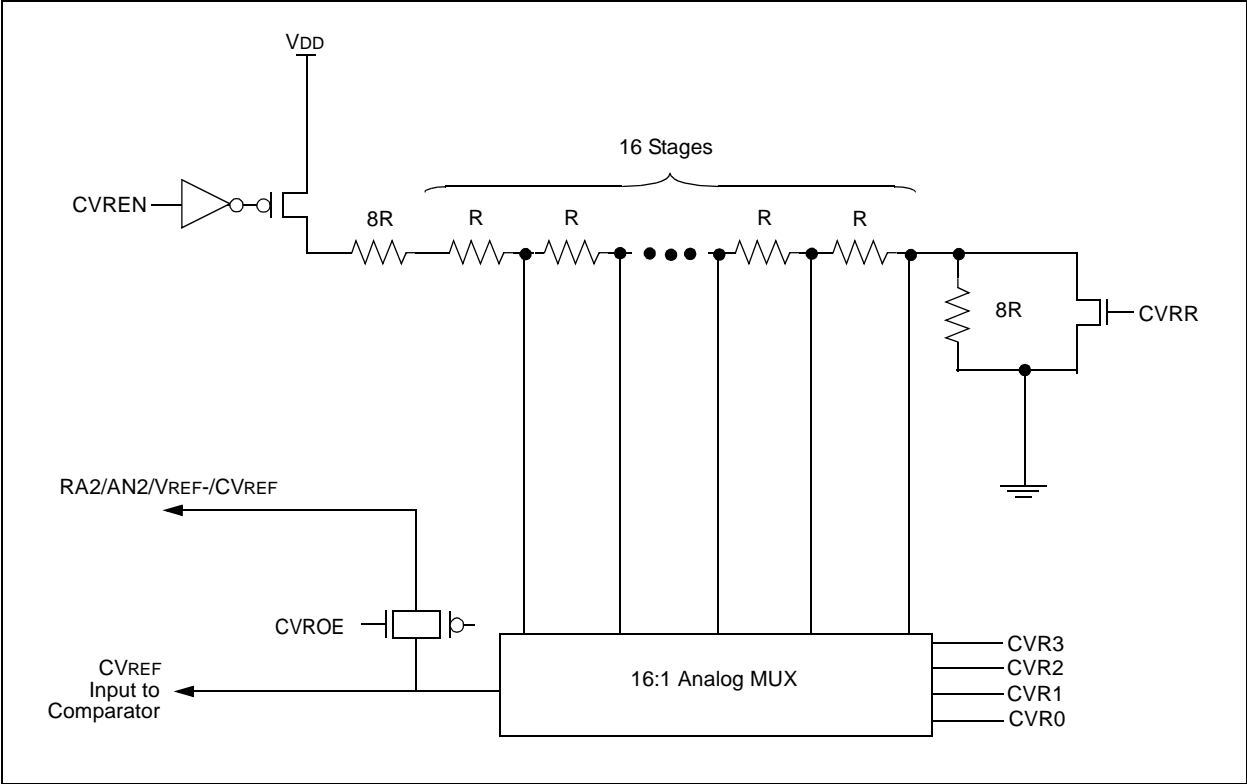 VDD
16 Stages
CVREN
8R
R
R
R
R
8R
CVRR
RA2/AN2/VREF-/CVREF
CVROE
CVREF
Input to
Comparator
16:1 Analog MUX
CVR3
CVR2
CVR1
CVR0